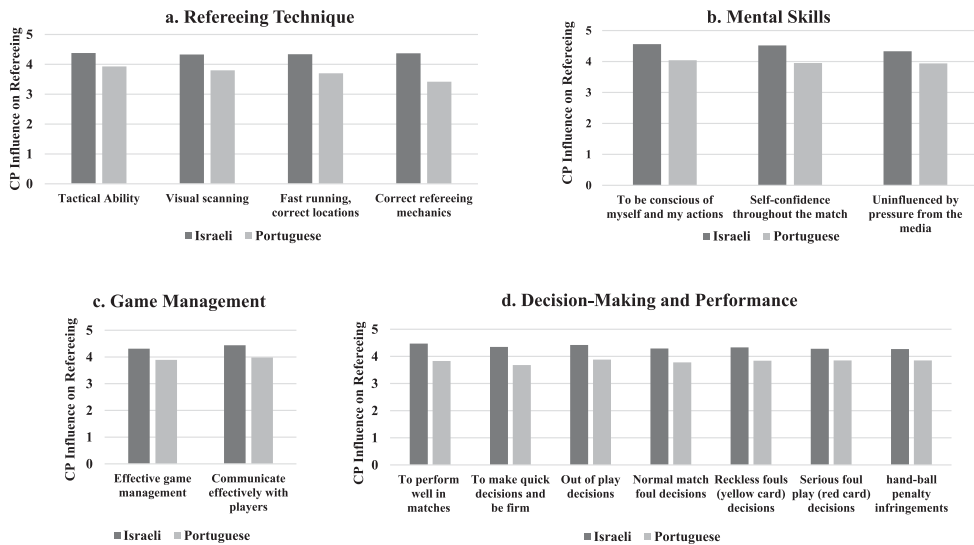 a. Refereeing Technique
CP Influence on Refereeing
5
4
3
2
1
0
Tactical Ability
Visual scanning
Fast running,
correct locations
Correct refereeing
mechanics
Israeli
Portuguese
b. Mental Skills
CP Influence on Refereeing
5
4
3
2
1
0
To be conscious of
myself and my actions
Self-confidence
throughout the match
Uninfluenced by
pressure from the
media
Israeli
Portuguese
c. Game Management
CP Influence on Refereeing
5
4
3
2
1
0
Effective game
management
Communicate
effectively with
players
Israeli
Portuguese
d. Decision-Making and Performance
CP Influence on Refereeing
5
4
3
2
1
0
To perform
well in
matches
To make quick
decisions and
be firm
Out of play
decisions
Normal match
foul decisions
Reckless fouls
(yellow card)
decisions
Serious foul
play (red card)
decisions
hand-ball
penalty
infringements
Israeli
Portuguese